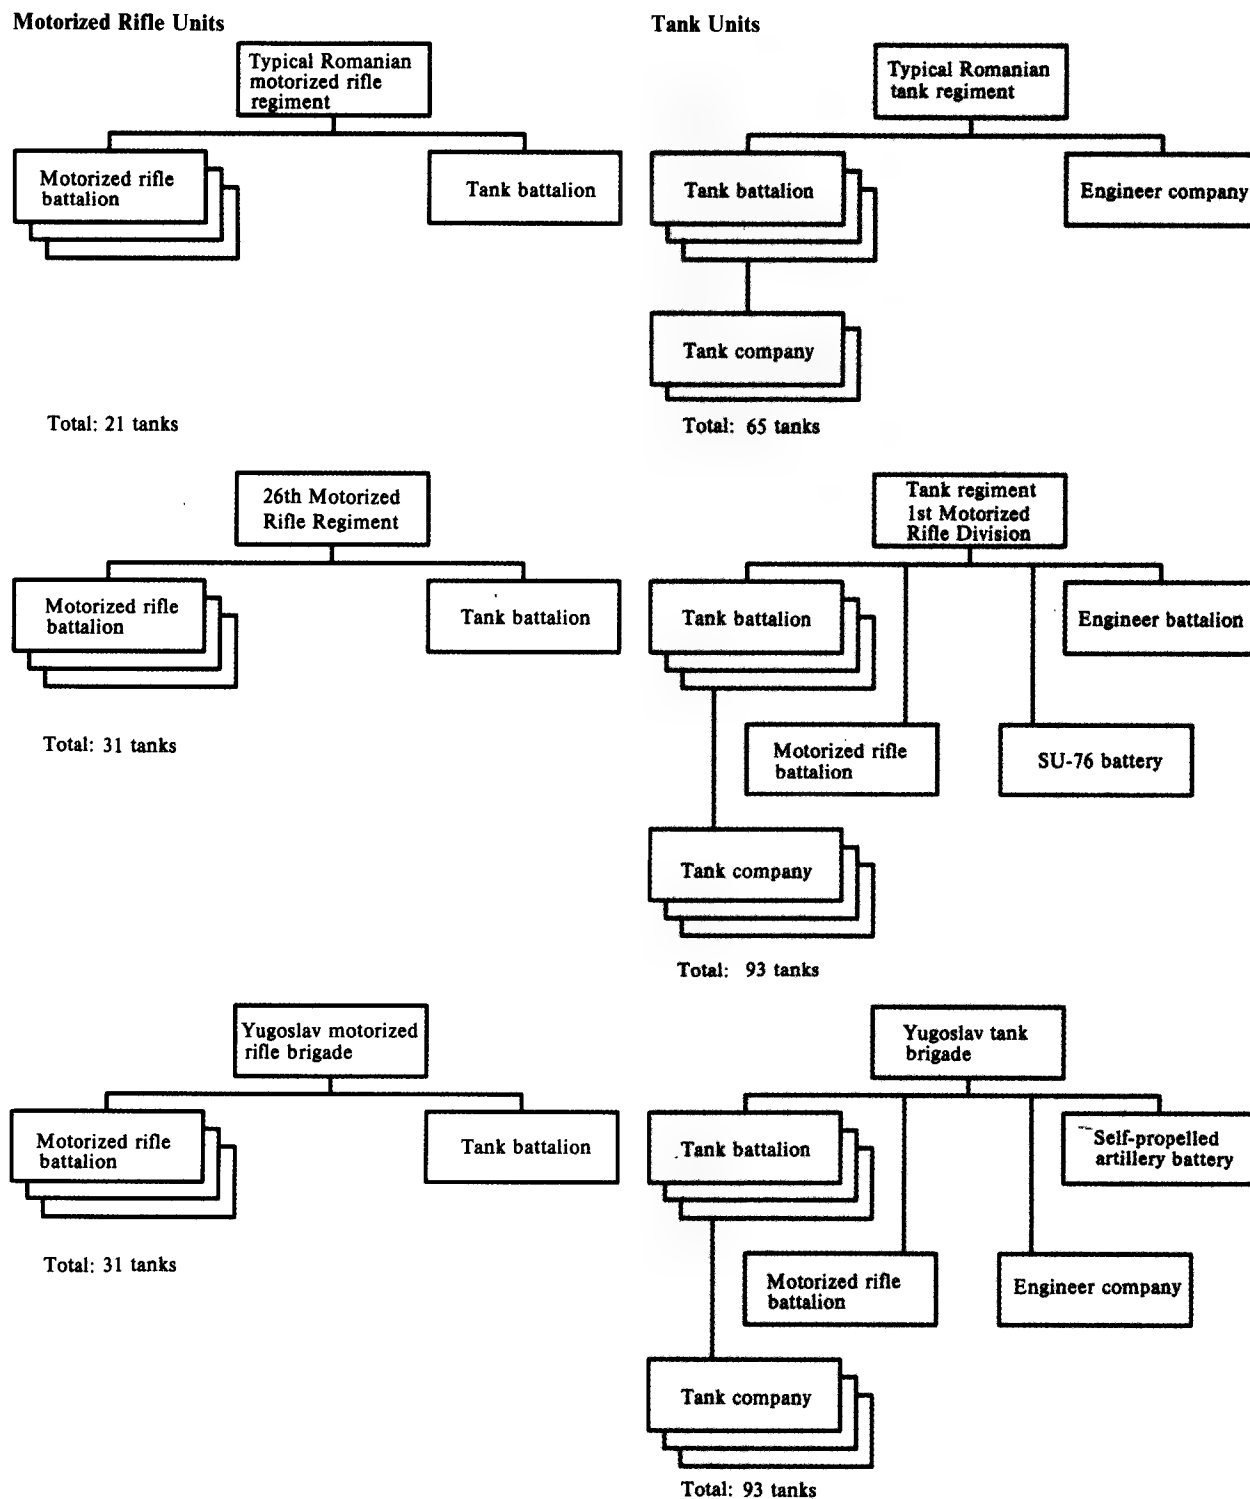 Motorized Rifle Units
Typical Romanian
motorized rifle
regiment
Motorized rifle
battalion
Tank battalion
Total: 21 tanks
Tank Units
Typical Romanian
tank regiment
Tank battalion
Engineer company
Tank company
Total: 65 tanks
26th Motorized
Rifle Regiment
Motorized rifle
battalion
Tank battalion
Total: 31 tanks
Tank regiment
1st Motorized
Rifle Division
Tank battalion
Engineer battalion
Motorized rifle
battalion
SU-76 battery
Tank company
Total: 93 tanks
Yugoslav motorized
rifle brigade
Motorized rifle
battalion
Tank battalion
Total: 31 tanks
Yugoslav tank
brigade
Tank battalion
Self-propelled
artillery battery
Motorized rifle
battalion
Engineer company
Tank company
Total: 93 tanks